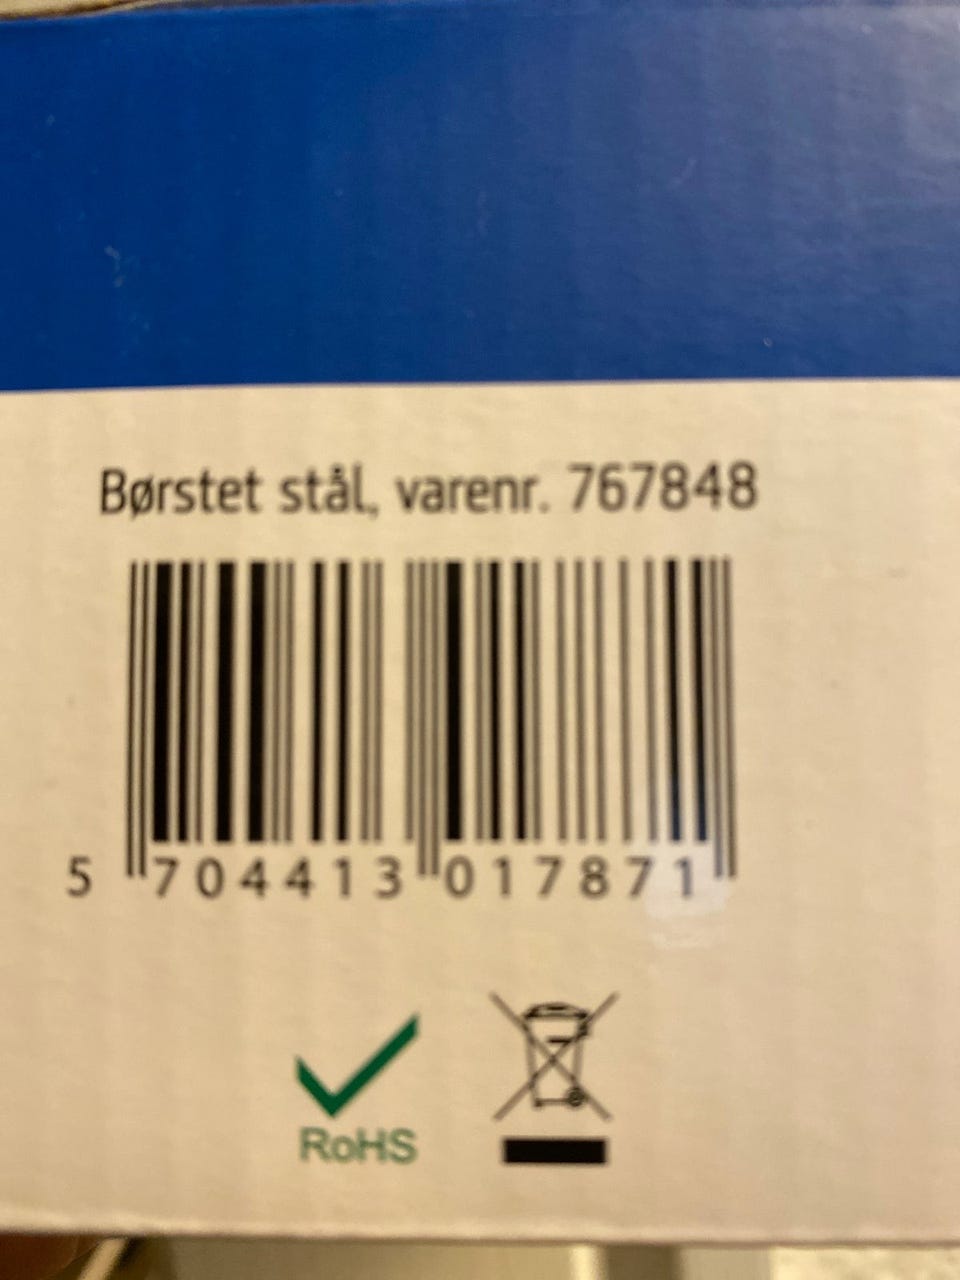 Børstet stål, varenr. 767848
5 704413 017871
RoHS